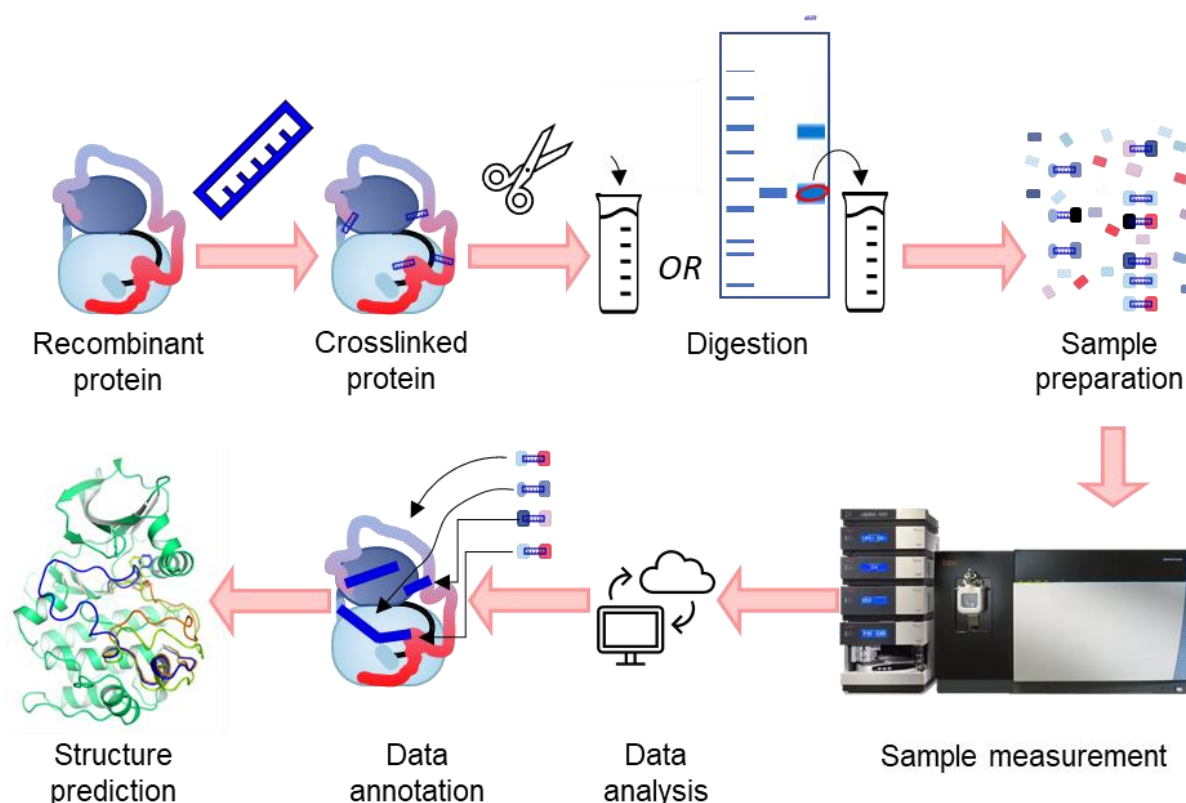 OR
Recombinant
protein
Crosslinked
protein
Digestion
Sample
preparation
Structure
prediction
Data
annotation
Data
analysis
Sample measurement